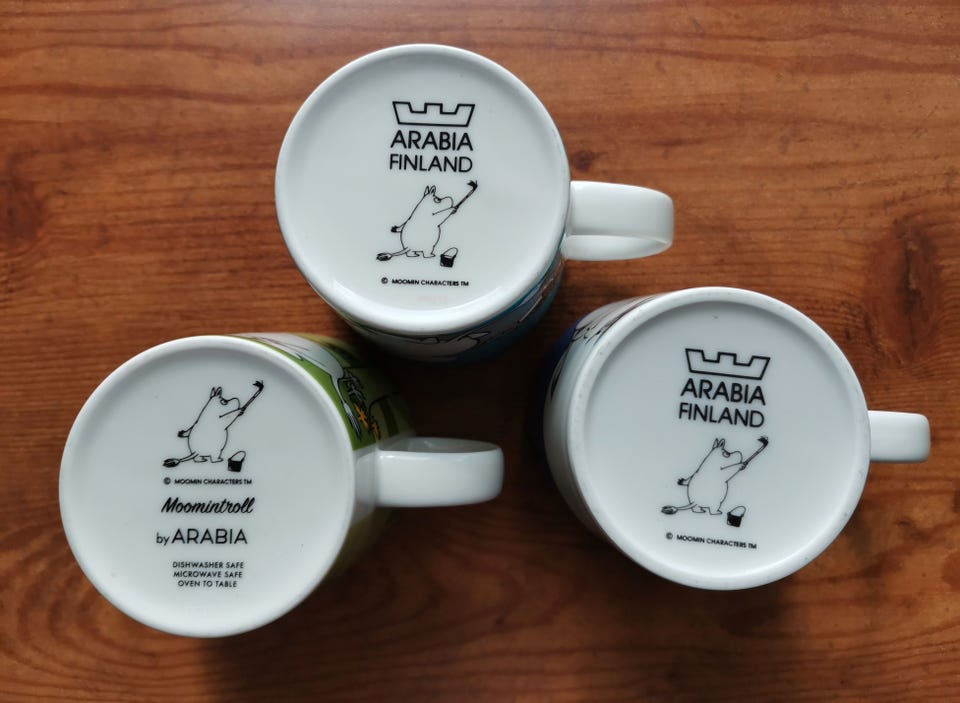 ARABIA
FINLAND
© MOOMIN CHARACTERS TM
© MOOMIN CHARACTERS TM
Moomintroll
by ARABIA
DISHWASHER SAFE
MICROWAVE SAFE
OVEN TO TABLE
ARABIA
FINLAND
© MOOMIN CHARACTERS TM